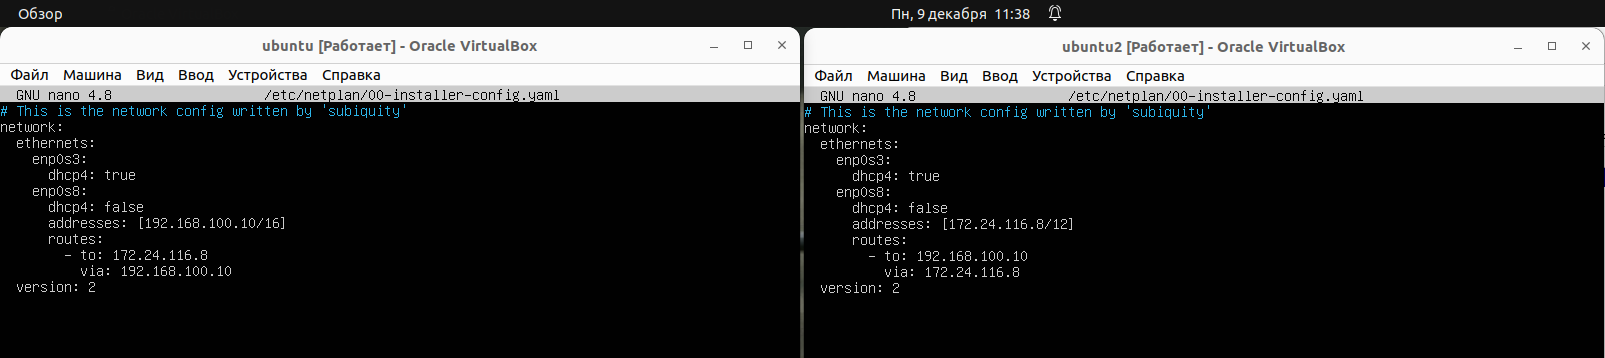 Обзор
Пн, 9 декабря 11:38
ubuntu [Работает] - Oracle VirtualBox
Файл Машина Вид Ввод Устройства Справка
GNU nano 4.8 /etc/netplan/00-installer-config.yaml
# This is the network config written by 'subiquity'
network:
  ethernets:
    enp0s3:
      dhcp4: true
    enp0s8:
      dhcp4: false
      addresses: [192.168.100.10/16]
      routes:
        - to: 172.24.116.8
          via: 192.168.100.10
  version: 2
ubuntu2 [Работает] - Oracle VirtualBox
Файл Машина Вид Ввод Устройства Справка
GNU nano 4.8 /etc/netplan/00-installer-config.yaml
# This is the network config written by 'subiquity'
network:
  ethernets:
    enp0s3:
      dhcp4: true
    enp0s8:
      dhcp4: false
      addresses: [172.24.116.8/12]
      routes:
        - to: 192.168.100.10
          via: 172.24.116.8
  version: 2